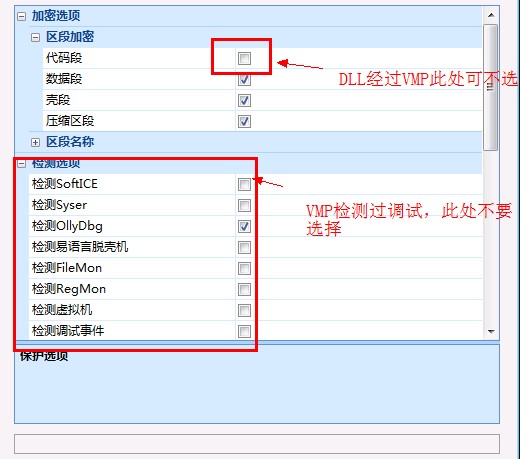 加密选项
区段加密
代码段
DLL经过VMP此处可不选
数据段
壳段
压缩区段
区段名称
检测选项
检测SoftICE
检测Syser
VMP检测过调试，此处不要
选择
检测OllyDbg
检测易语言脱壳机
检测FileMon
检测RegMon
检测虚拟机
检测调试事件
保护选项